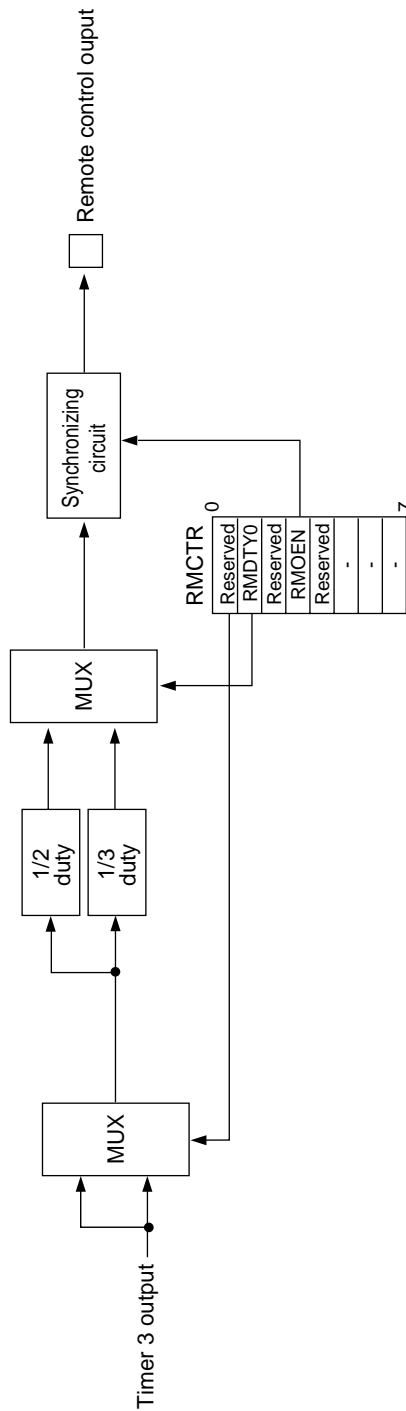 Timer 3 output
MUX
1/2
duty
1/3
duty
MUX
Synchronizing
circuit
Remote control ouput
RMCTR
0
Reserved
RMDTY0
Reserved
RMOEN
Reserved
-
-
-
7